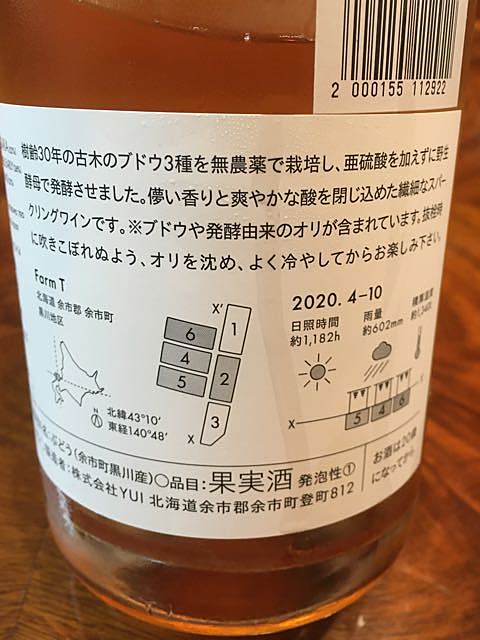 2 000155 112922
樹齢30年の古木のブドウ3種を無農薬で栽培し、亜硫酸を加えずに野生
酵母で発酵させました。儚い香りと爽やかな酸を閉じ込めた繊細なスパー
クリングワインです。※ブドウや発酵由来のオリが含まれています。抜栓時
に吹きこぼれぬよう、オリを沈め、よく冷やしてからお楽しみ下さい。
Farm T
北海道 余市郡 余市町
黒川地区
北緯43°10′
東経140°48′
X′
1
6
4
2
5
3
X
2020. 4–10
日照時間
約1,182h
雨量
約602mm
積算温度
X
5
4
6
X′
ぶどう(余市町黒川産)○品目:果実酒 発泡性①
製造者:株式会社YUI 北海道余市郡余市町登町812
お酒は20歳
になってから